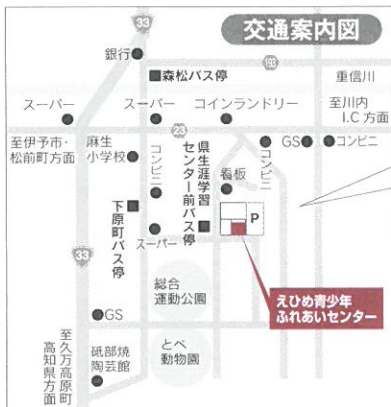 交通案内図
33
銀行
森松バス停
193
重信川
スーパー
スーパー
コインランドリー
至川内
I.C 方面
23
至伊予市・
松前町方面
麻生
小学校
コンビニ
県生涯学習
センター前バス停
コンビニ
GS
コンビニ
看板
下原町バス停
P
スーパー
33
総合
運動公園
えひめ青少年
ふれあいセンター
GS
至久万高原町
高知県方面
砥部焼
陶芸館
とべ
動物園